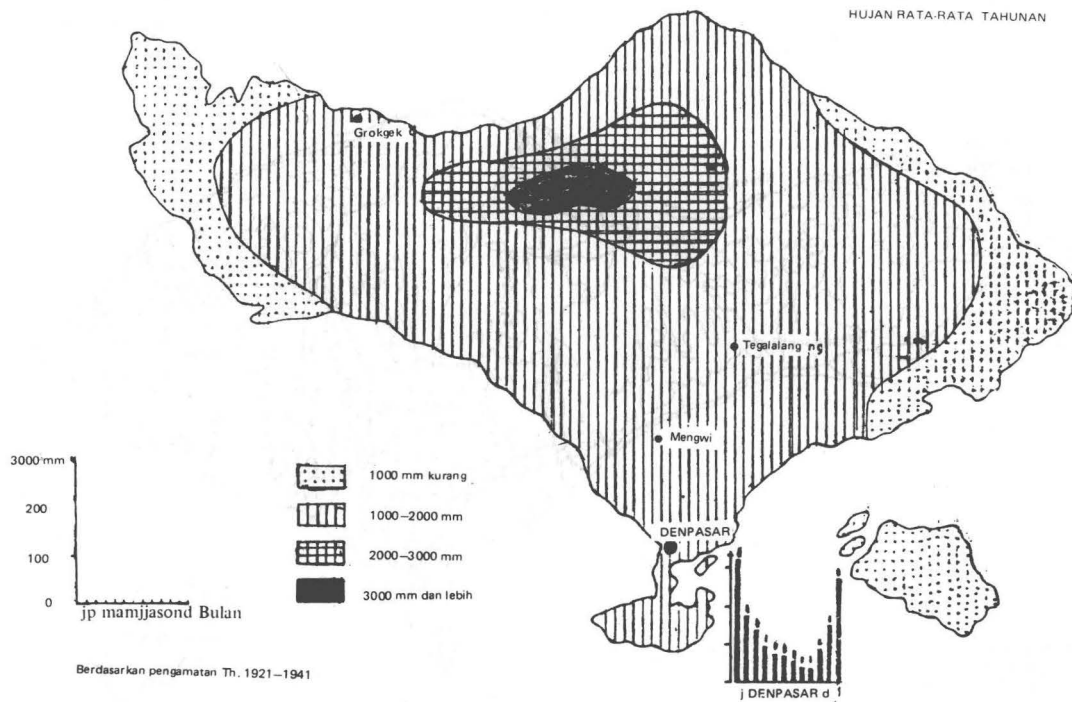 HUJAN RATA-RATA TAHUNAN
Grokgek
Tegalalang ng
Mengwi
DENPASAR
3000 mm
200
100
0
jp mamjjasond Bulan
1000 mm kurang
1000–2000 mm
2000–3000 mm
3000 mm dan lebih
j DENPASAR d
Berdasarkan pengamatan Th. 1921–1941